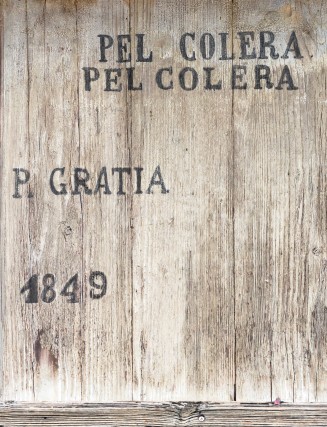 PEL COLERA
PEL COLERA
P. GRATIA
1849